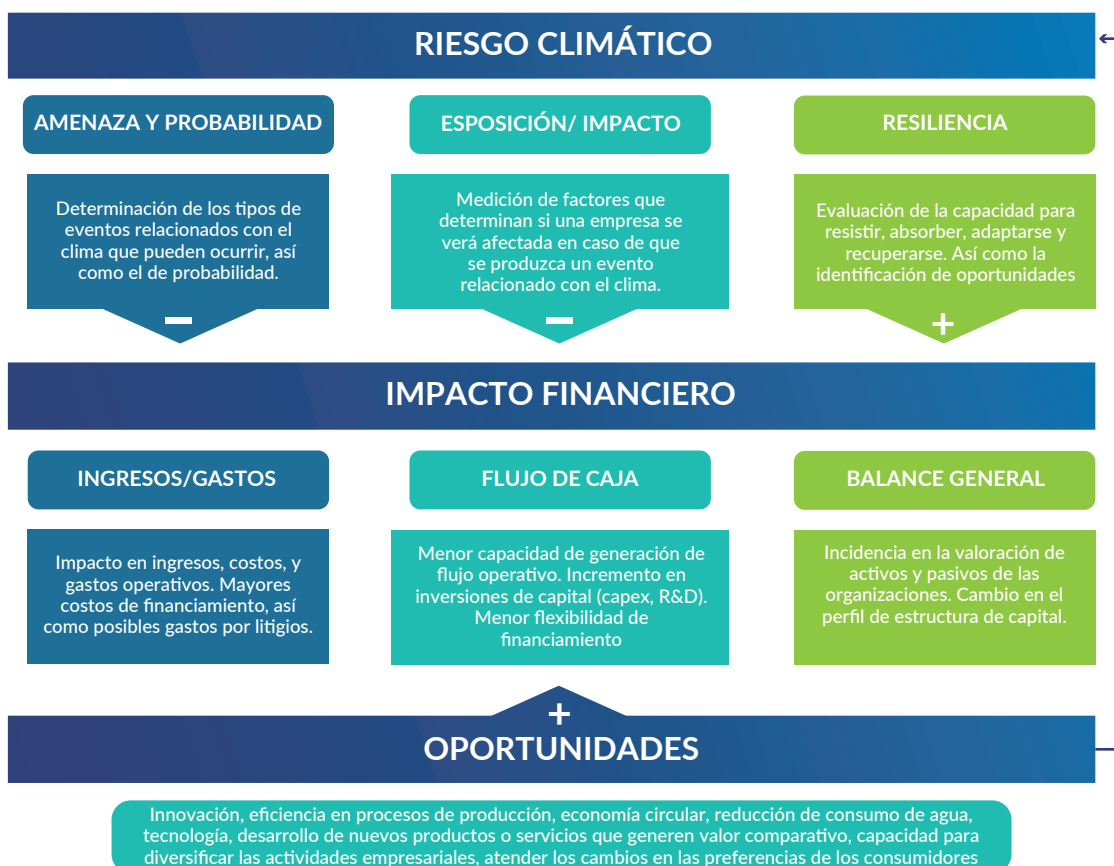 RIESGO CLIMÁTICO
AMENAZA Y PROBABILIDAD
Determinación de los tipos de
eventos relacionados con el
clima que pueden ocurrir, así
como el de probabilidad.
–
ESPOSICIÓN/ IMPACTO
Medición de factores que
determinan si una empresa se
verá afectada en caso de que
se produzca un evento
relacionado con el clima.
–
RESILIENCIA
Evaluación de la capacidad para
resistir, absorber, adaptarse y
recuperarse. Así como la
identificación de oportunidades
+
IMPACTO FINANCIERO
INGRESOS/GASTOS
Impacto en ingresos, costos, y
gastos operativos. Mayores
costos de financiamiento, así
como posibles gastos por litigios.
FLUJO DE CAJA
Menor capacidad de generación de
flujo operativo. Incremento en
inversiones de capital (capex, R&D).
Menor flexibilidad de
financiamiento
BALANCE GENERAL
Incidencia en la valoración de
activos y pasivos de las
organizaciones. Cambio en el
perfil de estructura de capital.
+
OPORTUNIDADES
Innovación, eficiencia en procesos de producción, economía circular, reducción de consumo de agua,
tecnología, desarrollo de nuevos productos o servicios que generen valor comparativo, capacidad para
diversificar las actividades empresariales, atender los cambios en las preferencias de los consumidores